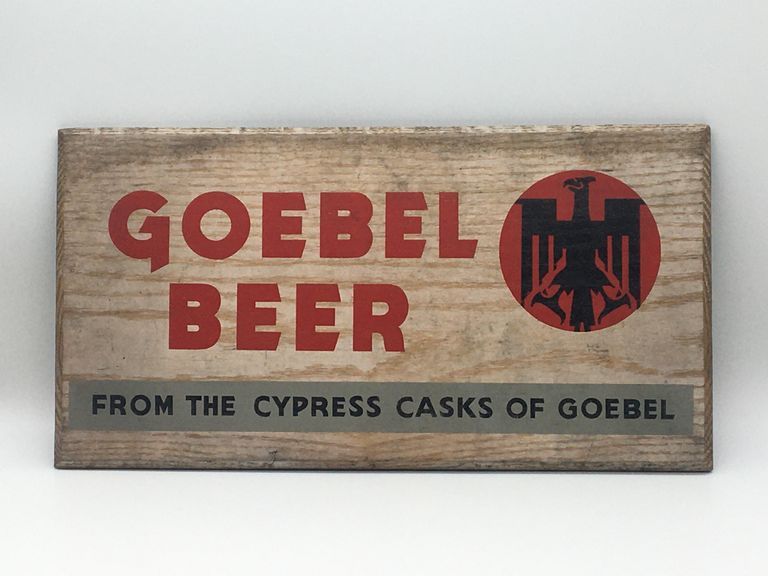 GOEBEL
BEER
FROM THE CYPRESS CASKS OF GOEBEL